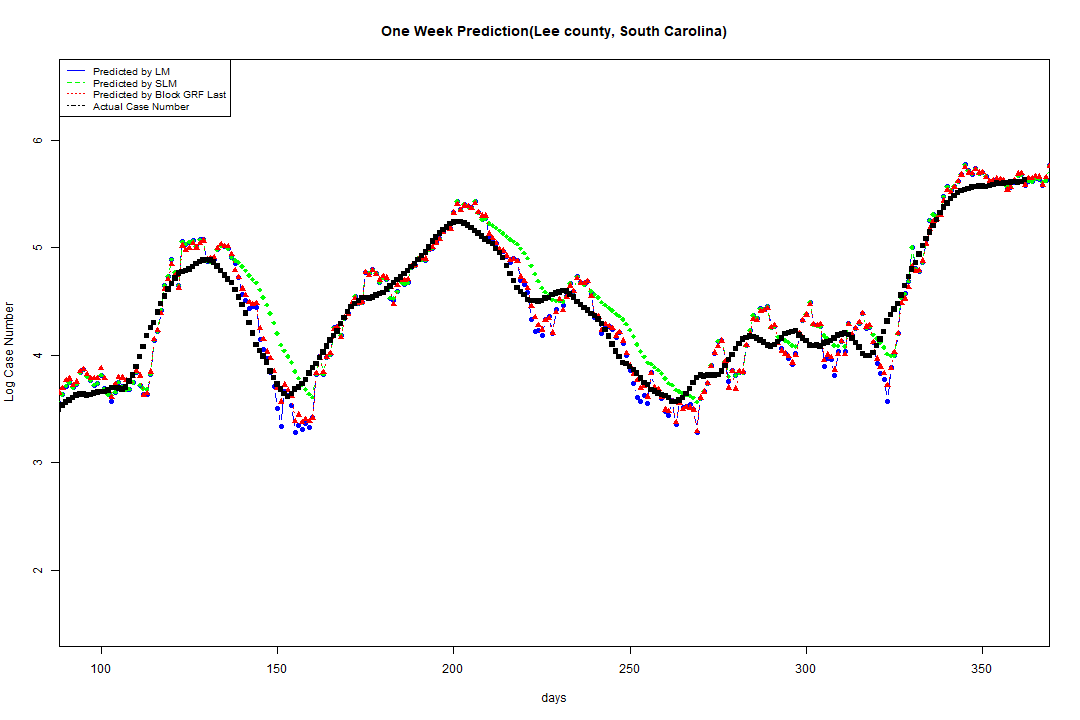 One Week Prediction(Lee county, South Carolina)
Predicted by LM
Predicted by SLM
Predicted by Block GRF Last
Actual Case Number
Log Case Number
6
5
4
3
2
100 150 200 250 300 350
days